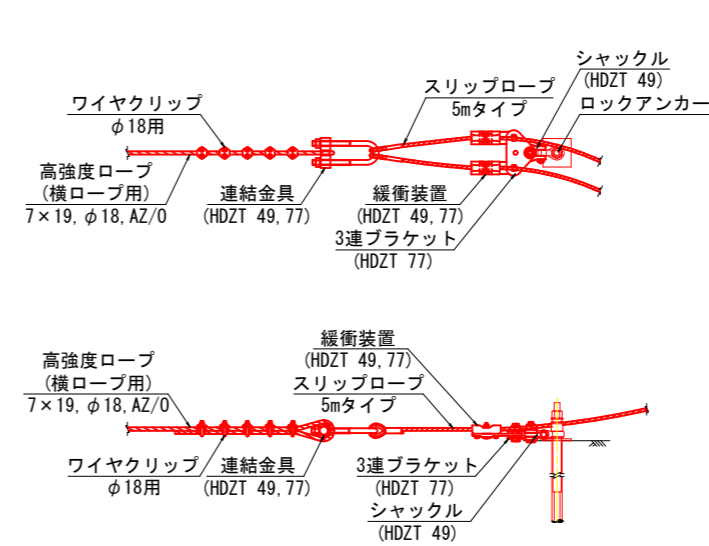 シャックル
(HDZT 49)
ロックアンカー
スリップロープ
5mタイプ
ワイヤクリップ
φ18用
高強度ロープ
(横ロープ用)
7×19, φ18, AZ/O
連結金具
(HDZT 49,77)
緩衝装置
(HDZT 49,77)
3連ブラケット
(HDZT 77)
緩衝装置
(HDZT 49,77)
高強度ロープ
(横ロープ用)
7×19, φ18, AZ/O
スリップロープ
5mタイプ
ワイヤクリップ
φ18用
連結金具
(HDZT 49,77)
3連ブラケット
(HDZT 77)
シャックル
(HDZT 49)